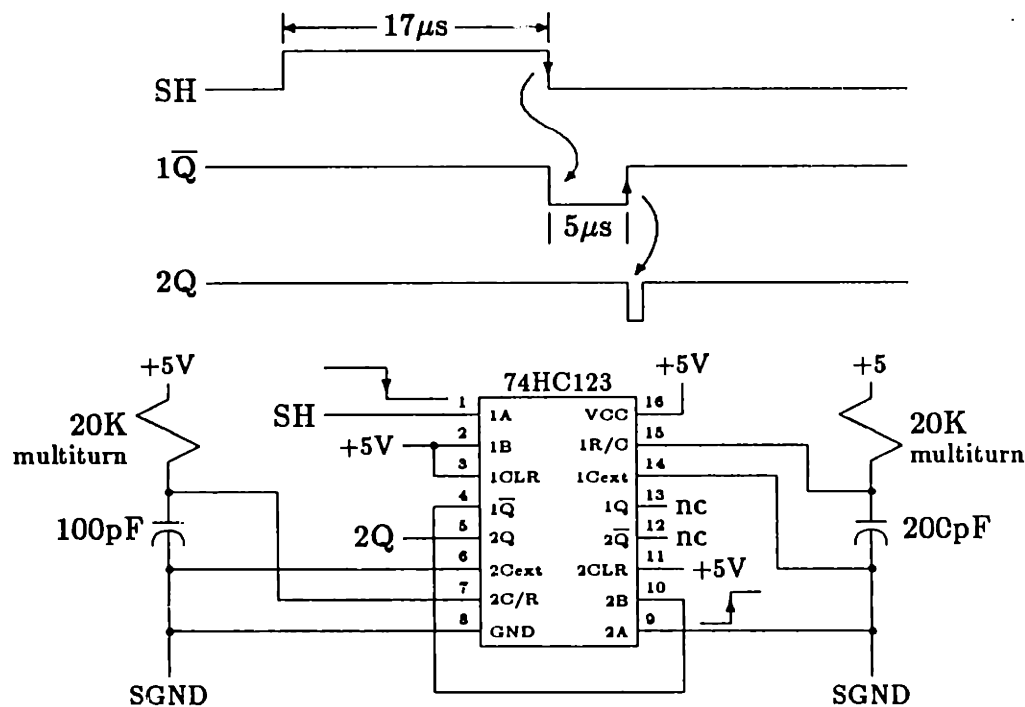 17μs
SH
1Q̅
5μs
2Q
+5V
20K
multiturn
100pF
SGND
74HC123
SH
+5V
2Q
1 1A
2 1B
3 1CLR
4 1Q̅
5 2Q
6 2Cext
7 2C/R
8 GND
VCC 16
1R/C 15
1Cext 14
1Q 13 nc
2Q̅ 12 nc
2CLR 11 +5V
2B 10
2A 9
+5V
+5
20K
multiturn
200pF
SGND